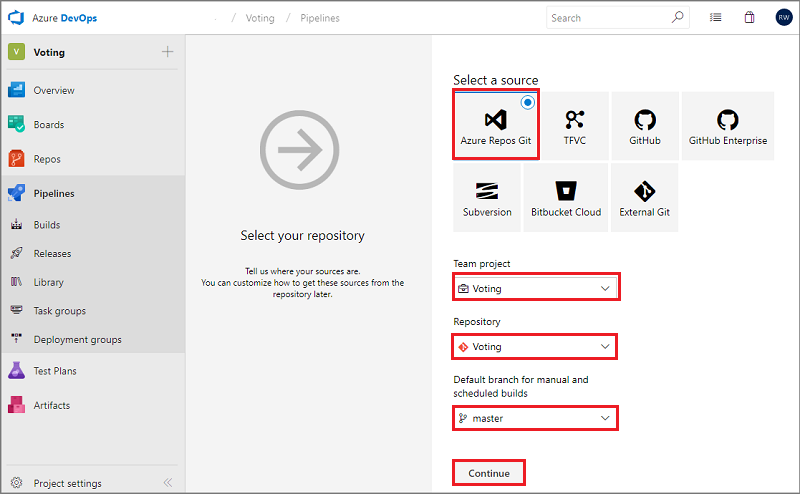 Azure DevOps
/ Voting / Pipelines
Search
RW
V Voting
Overview
Boards
Repos
Pipelines
Builds
Releases
Library
Task groups
Deployment groups
Test Plans
Artifacts
Project settings
Select your repository
Tell us where your sources are.
You can customize how to get these sources from the
repository later.
Select a source
Azure Repos Git
TFVC
GitHub
GitHub Enterprise
Subversion
Bitbucket Cloud
External Git
Team project
Voting
Repository
Voting
Default branch for manual and
scheduled builds
master
Continue